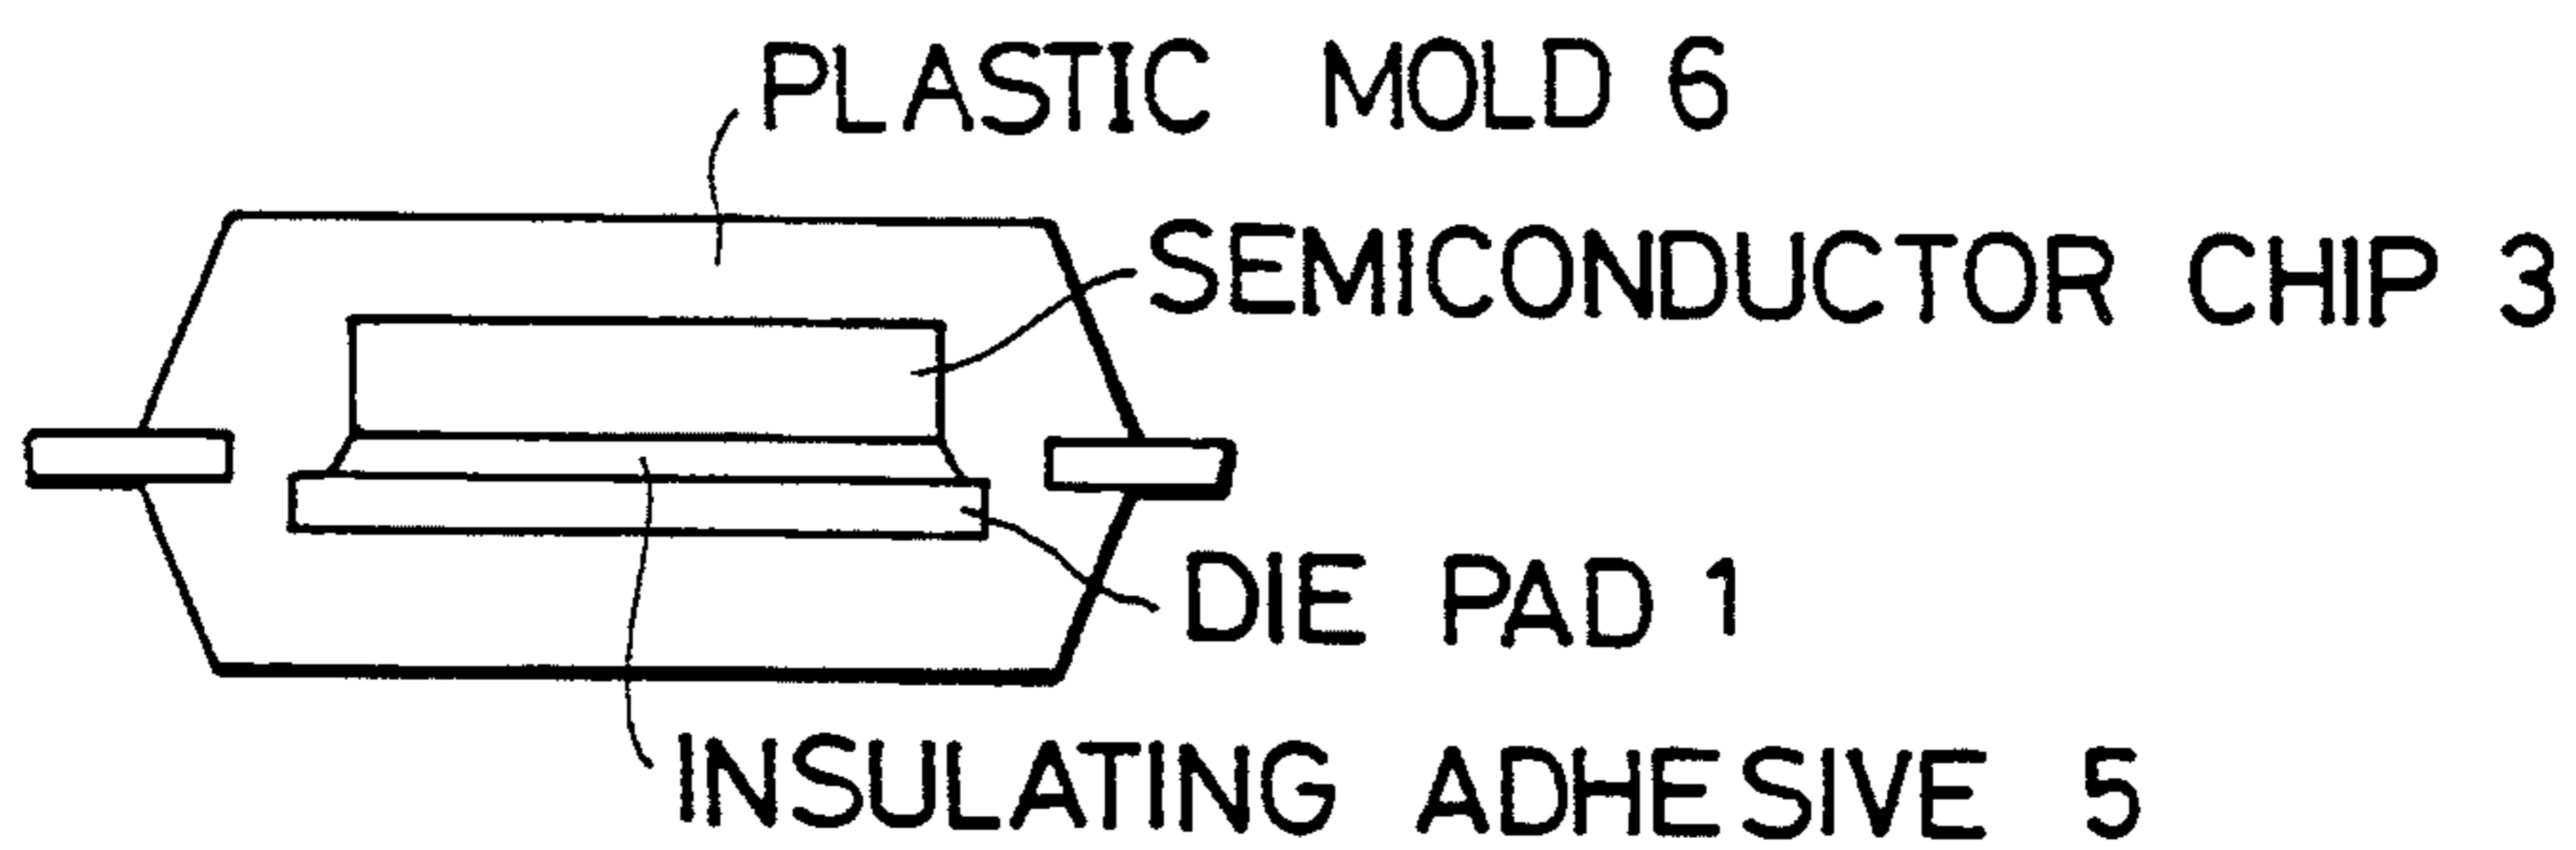 PLASTIC MOLD 6
SEMICONDUCTOR CHIP 3
DIE PAD 1
INSULATING ADHESIVE 5